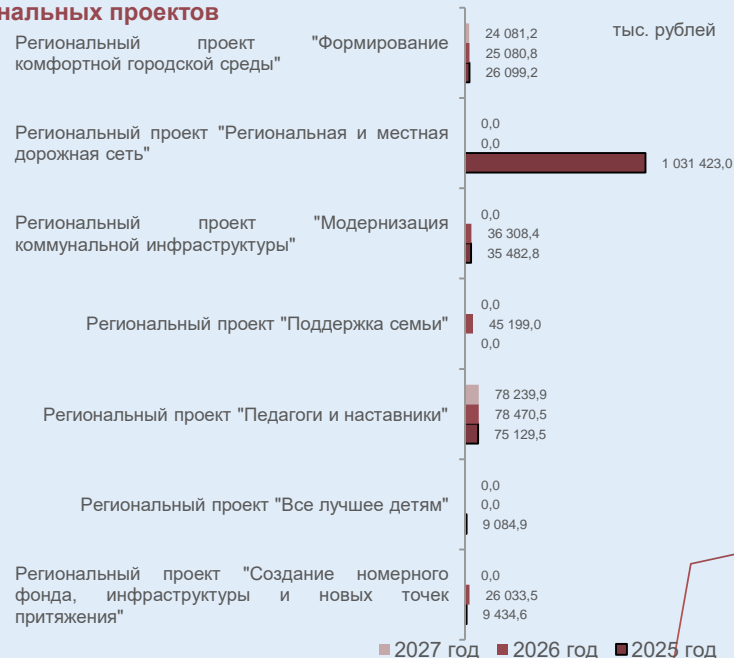 нальных проектов
тыс. рублей
Региональный проект "Формирование
комфортной городской среды"
24 081,2
25 080,8
26 099,2
Региональный проект "Региональная и местная
дорожная сеть"
0,0
0,0
1 031 423,0
Региональный проект "Модернизация
коммунальной инфраструктуры"
0,0
36 308,4
35 482,8
Региональный проект "Поддержка семьи"
0,0
45 199,0
0,0
Региональный проект "Педагоги и наставники"
78 239,9
78 470,5
75 129,5
Региональный проект "Все лучшее детям"
0,0
0,0
9 084,9
Региональный проект "Создание номерного
фонда, инфраструктуры и новых точек
притяжения"
0,0
26 033,5
9 434,6
2027 год 2026 год 2025 год